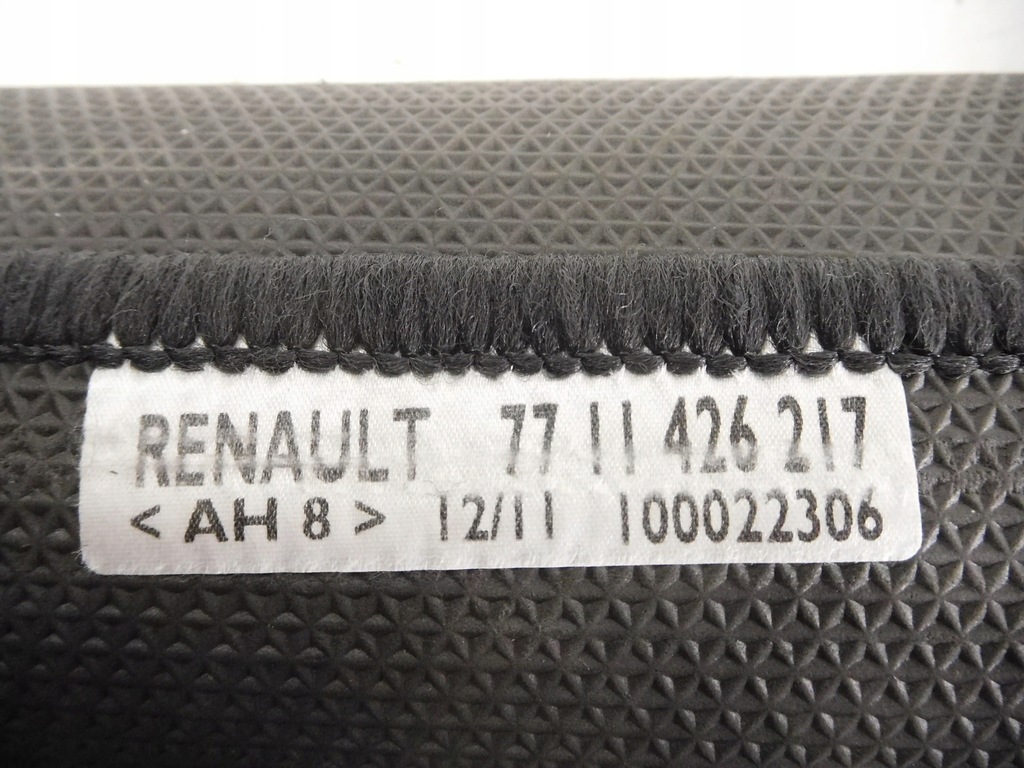 RENAULT 77 11 426 217
< AH 8 > 12/11 100022306